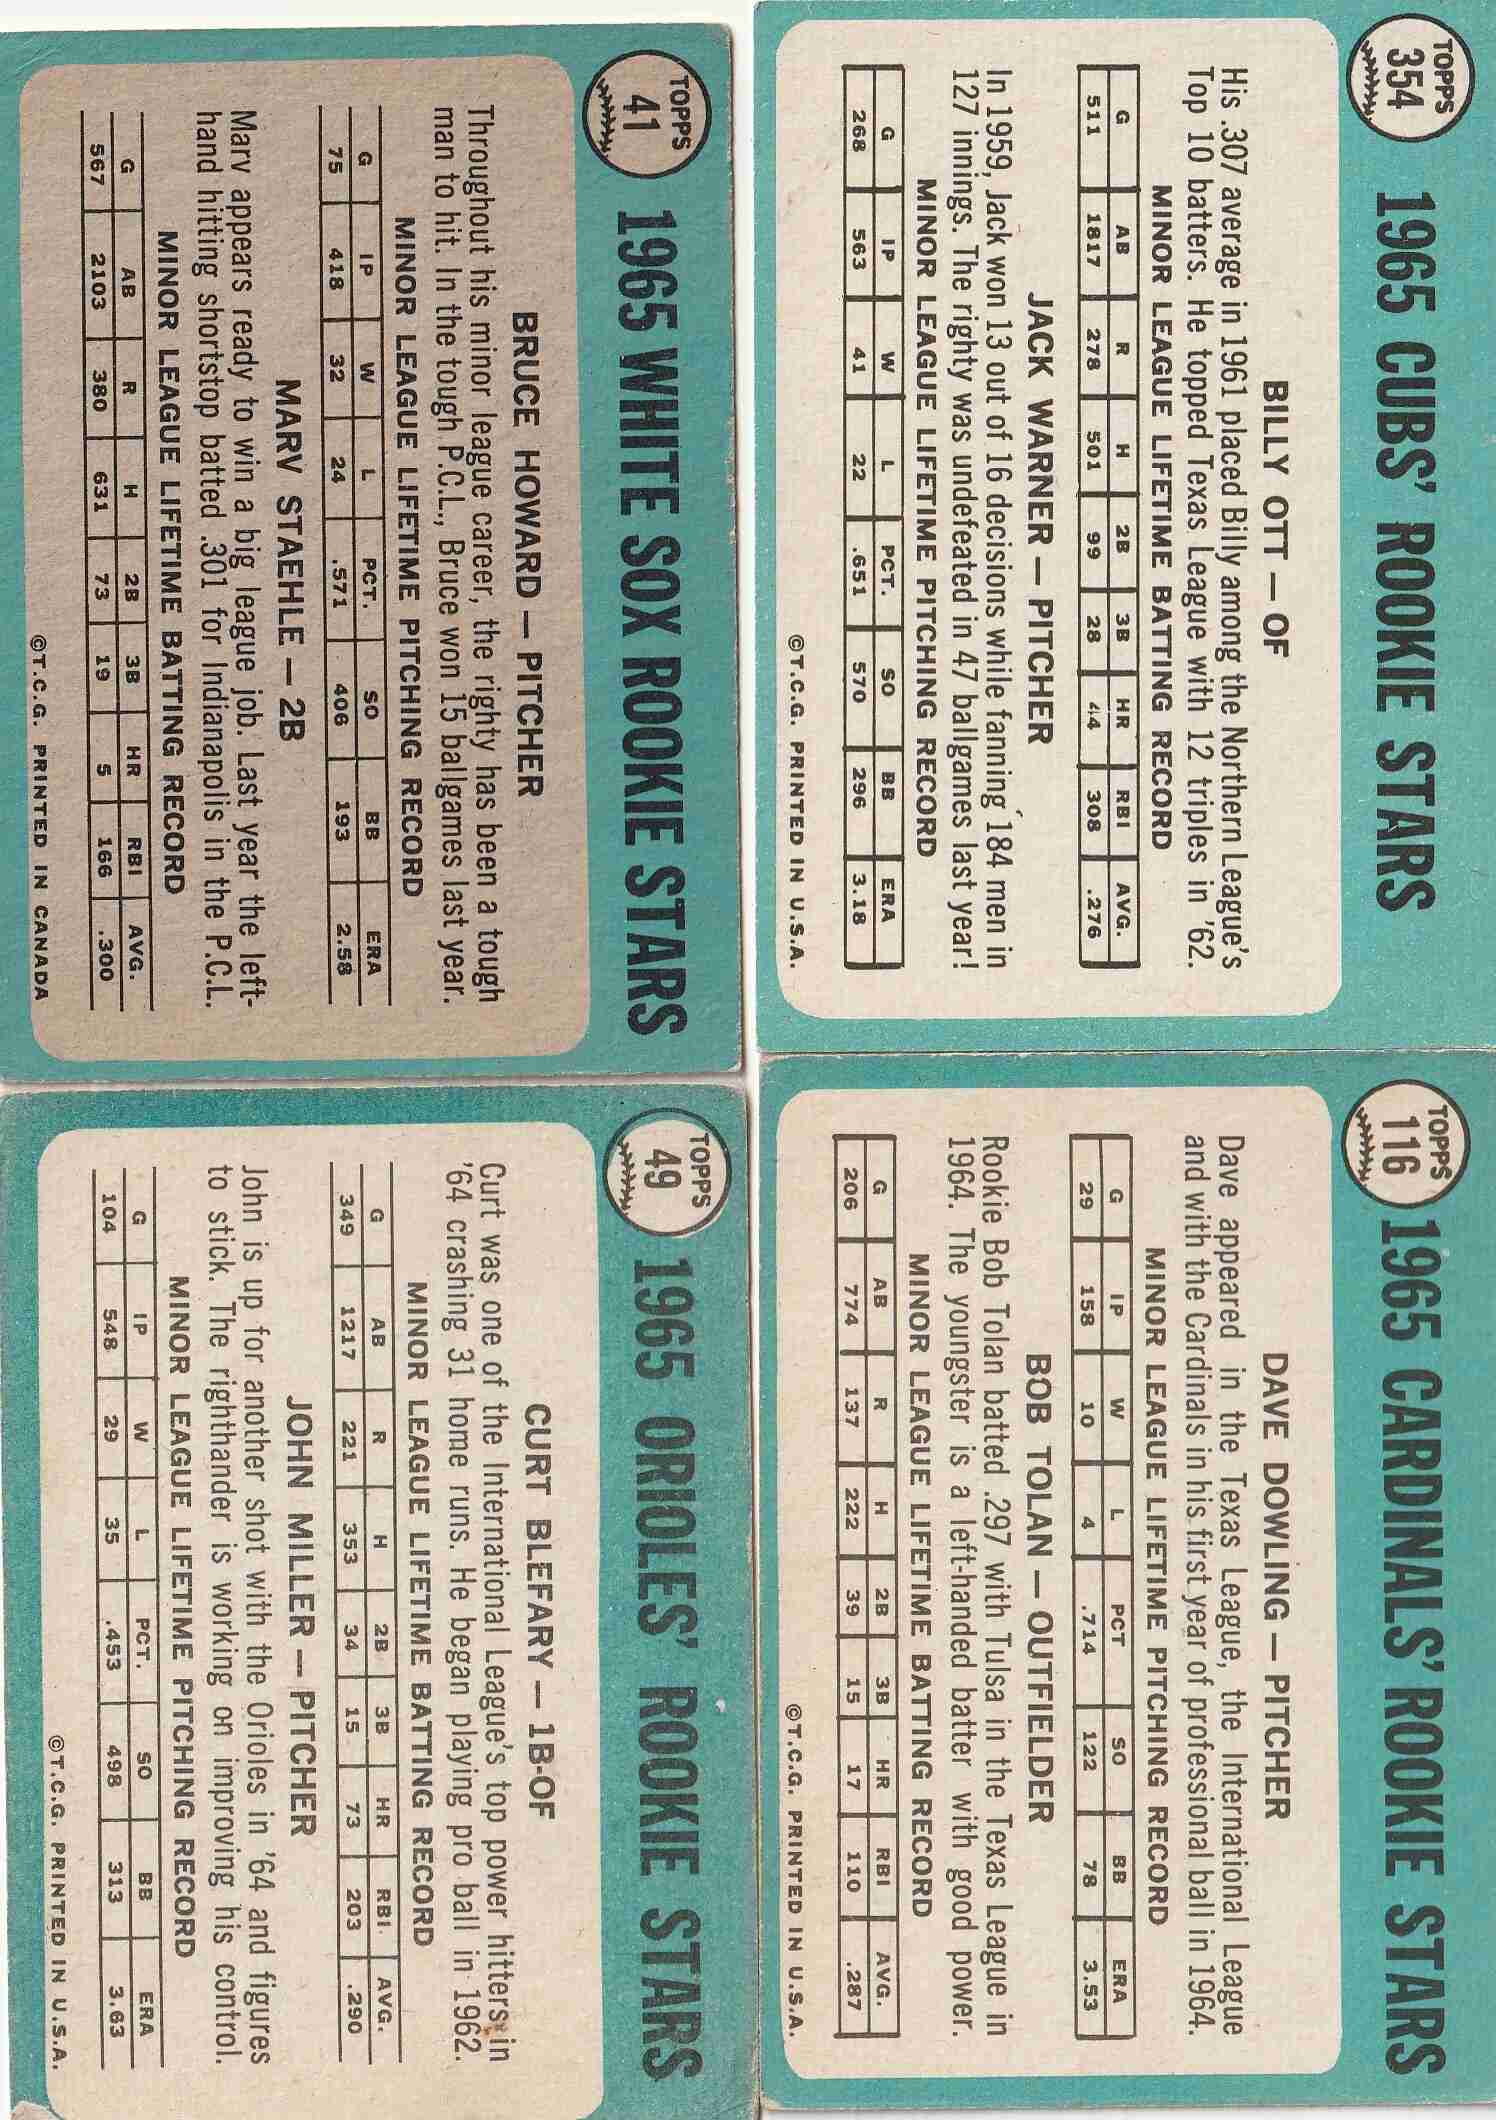 TOPPS
354
1965 CUBS' ROOKIE STARS
BILLY OTT — OF
His .307 average in 1961 placed Billy among the Northern League's
Top 10 batters. He topped Texas League with 12 triples in '62.
MINOR LEAGUE LIFETIME BATTING RECORD
G AB R H 2B 3B HR RBI AVG.
511 1817 278 501 99 28 44 308 .276
JACK WARNER — PITCHER
In 1959, Jack won 13 out of 16 decisions while fanning 184 men in
127 innings. The righty was undefeated in 47 ballgames last year!
MINOR LEAGUE LIFETIME PITCHING RECORD
G IP W L PCT. SO BB ERA
268 563 41 22 .651 570 296 3.18
©T.C.G. PRINTED IN U.S.A.
TOPPS
116
1965 CARDINALS' ROOKIE STARS
DAVE DOWLING — PITCHER
Dave appeared in the Texas League, the International League
and with the Cardinals in his first year of professional ball in 1964.
MINOR LEAGUE LIFETIME PITCHING RECORD
G IP W L PCT SO BB ERA
29 158 10 4 .714 122 78 3.53
BOB TOLAN — OUTFIELDER
Rookie Bob Tolan batted .297 with Tulsa in the Texas League in
1964. The youngster is a left-handed batter with good power.
MINOR LEAGUE LIFETIME BATTING RECORD
G AB R H 2B 3B HR RBI AVG.
206 774 137 222 39 15 17 110 .287
©T.C.G. PRINTED IN U.S.A.
TOPPS
41
1965 WHITE SOX ROOKIE STARS
BRUCE HOWARD — PITCHER
Throughout his minor league career, the righty has been a tough
man to hit. In the tough P.C.L., Bruce won 15 ballgames last year.
MINOR LEAGUE LIFETIME PITCHING RECORD
G IP W L PCT. SO BB ERA
75 418 32 24 .571 406 193 2.58
MARV STAEHLE — 2B
Marv appears ready to win a big league job. Last year the left-
hand hitting shortstop batted .301 for Indianapolis in the P.C.L.
MINOR LEAGUE LIFETIME BATTING RECORD
G AB R H 2B 3B HR RBI AVG.
567 2103 380 631 73 19 5 166 .300
©T.C.G. PRINTED IN CANADA
TOPPS
49
1965 ORIOLES' ROOKIE STARS
CURT BLEFARY — 1B-OF
Curt was one of the International League's top power hitters in
'64 crashing 31 home runs. He began playing pro ball in 1962.
MINOR LEAGUE LIFETIME BATTING RECORD
G AB R H 2B 3B HR RBI AVG.
349 1217 221 353 34 15 73 203 .290
JOHN MILLER — PITCHER
John is up for another shot with the Orioles in '64 and figures
to stick. The righthander is working on improving his control.
MINOR LEAGUE LIFETIME PITCHING RECORD
G IP W L PCT. SO BB ERA
104 548 29 35 .453 498 313 3.63
©T.C.G. PRINTED IN U.S.A.